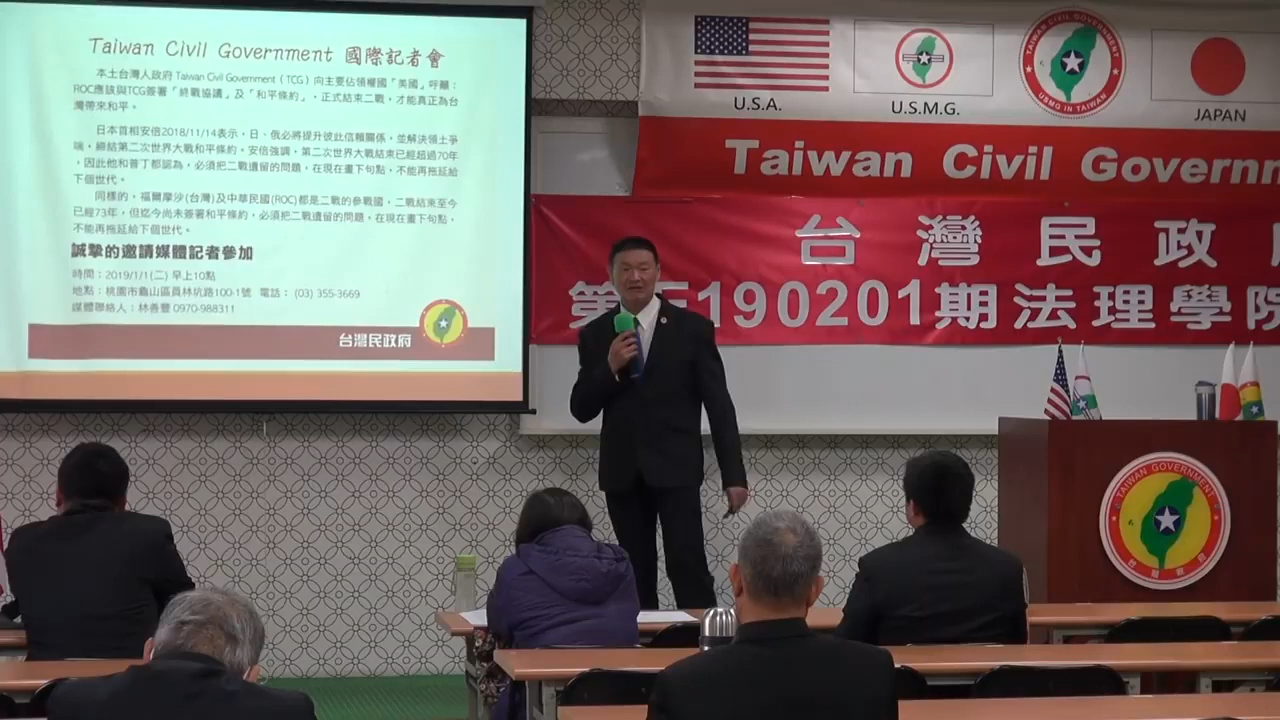 Taiwan Civil Government 國際記者會
本土台灣人政府 Taiwan Civil Government（TCG）向主要佔領權國「美國」呼籲：
ROC應該與TCG簽署「終戰協議」及「和平條約」，正式結束二戰，才能真正為台
灣帶來和平。
日本首相安倍2018/11/14表示，日、俄必將提升彼此信賴關係，並解決領土爭
端，締結第二次世界大戰和平條約。安倍強調，第二次世界大戰結束已經超過70年
，因此他和普丁都認為，必須把二戰遺留的問題，在現在畫下句點，不能再拖延給
下個世代。
同樣的，福爾摩沙(台灣)及中華民國(ROC)都是二戰的參戰國，二戰結束至今
已經73年，但迄今尚未簽署和平條約，必須把二戰遺留的問題，在現在畫下句點，
不能再拖延給下個世代。
誠摯的邀請媒體記者參加
時間：2019/1/1(二) 早上10點
地點：桃園市龜山區員林坑路100-1號 電話： (03) 355-3669
媒體聯絡人：林善豐 0970-988311
台灣民政府
U.S.A.
U.S.M.G.
TAIWAN CIVIL GOVERNMENT
USMG IN TAIWAN
JAPAN
Taiwan Civil Governm
台灣民政
第 190201期法理學院
TAIWAN GOVERNMENT
台灣政府